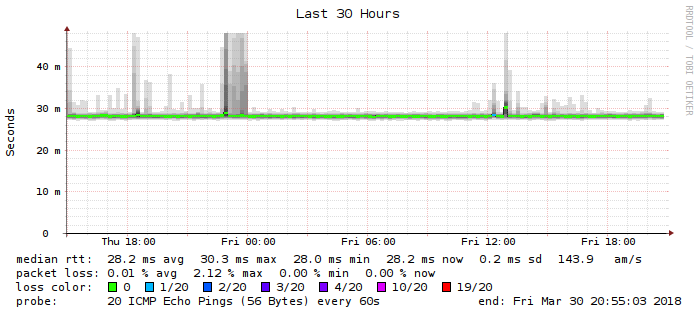 Last 30 Hours
RRDTOOL / TOBI OETIKER
Seconds
40 m
30 m
20 m
10 m
0
Thu 18:00 Fri 00:00 Fri 06:00 Fri 12:00 Fri 18:00
median rtt: 28.2 ms avg 30.3 ms max 28.0 ms min 28.2 ms now 0.2 ms sd 143.9 am/s
packet loss: 0.01 % avg 2.12 % max 0.00 % min 0.00 % now
loss color: 0 1/20 2/20 3/20 4/20 10/20 19/20
probe: 20 ICMP Echo Pings (56 Bytes) every 60s end: Fri Mar 30 20:55:03 2018